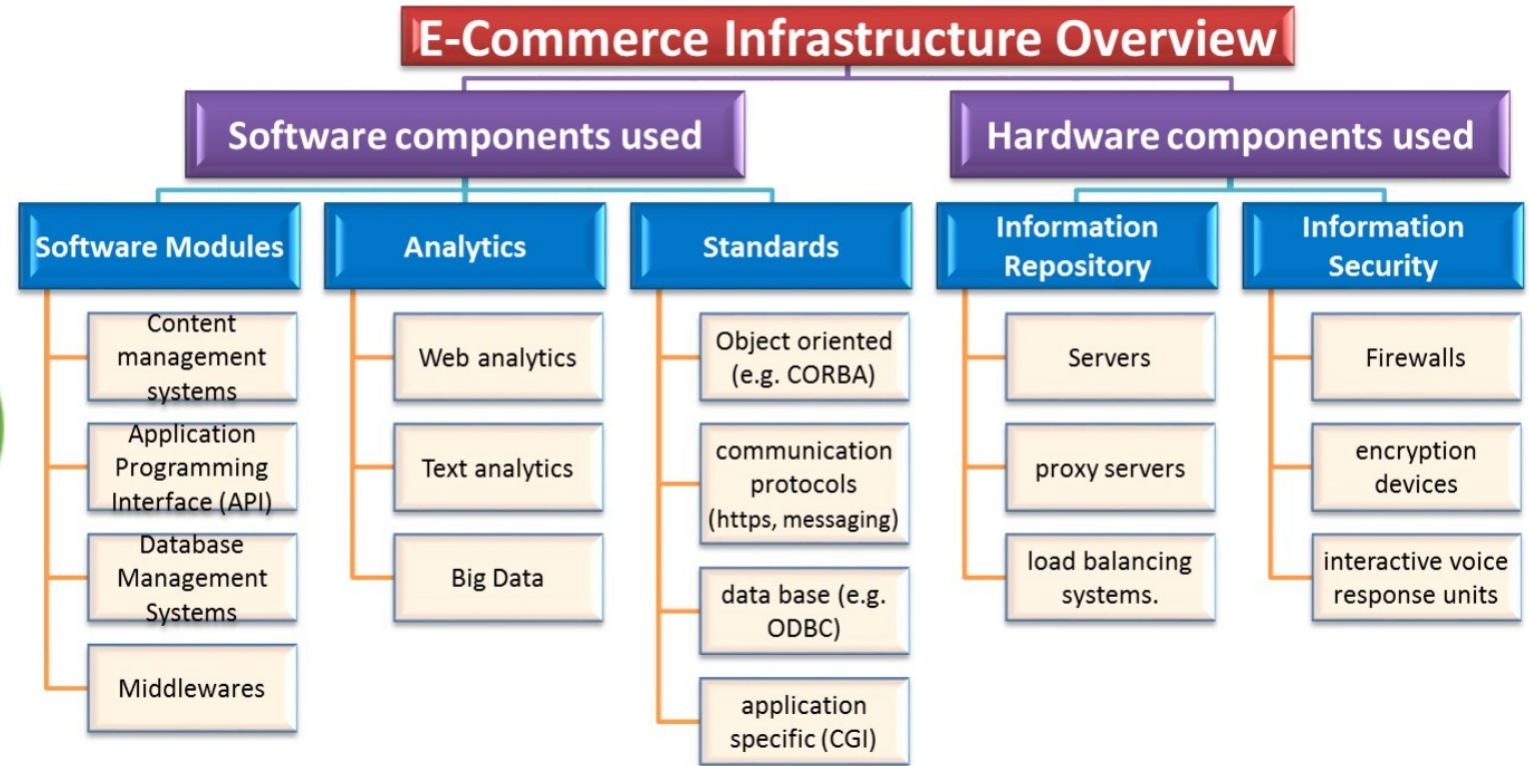 E-Commerce Infrastructure Overview
Software components used
Hardware components used
Software Modules
Analytics
Standards
Information
Repository
Information
Security
Content
management
systems
Application
Programming
Interface (API)
Database
Management
Systems
Middlewares
Web analytics
Text analytics
Big Data
Object oriented
(e.g. CORBA)
communication
protocols
(https, messaging)
data base (e.g.
ODBC)
application
specific (CGI)
Servers
proxy servers
load balancing
systems.
Firewalls
encryption
devices
interactive voice
response units